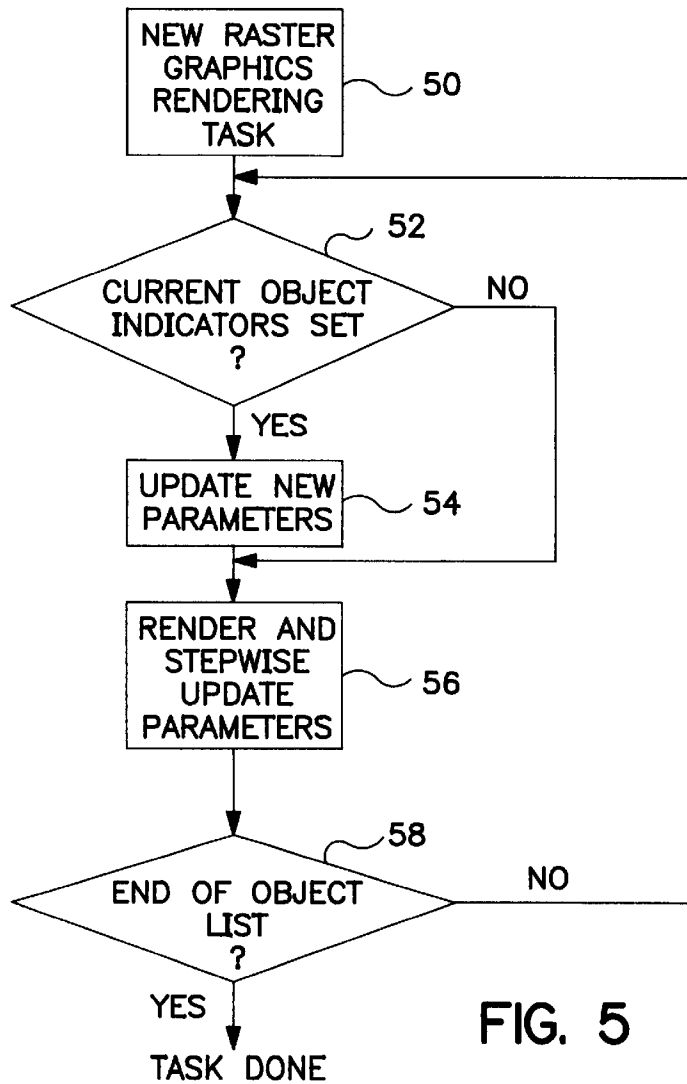 NEW RASTER
GRAPHICS
RENDERING
TASK
50
52
CURRENT OBJECT
INDICATORS SET
?
NO
YES
UPDATE NEW
PARAMETERS
54
RENDER AND
STEPWISE
UPDATE
PARAMETERS
56
58
END OF OBJECT
LIST
?
NO
YES
TASK DONE
FIG. 5